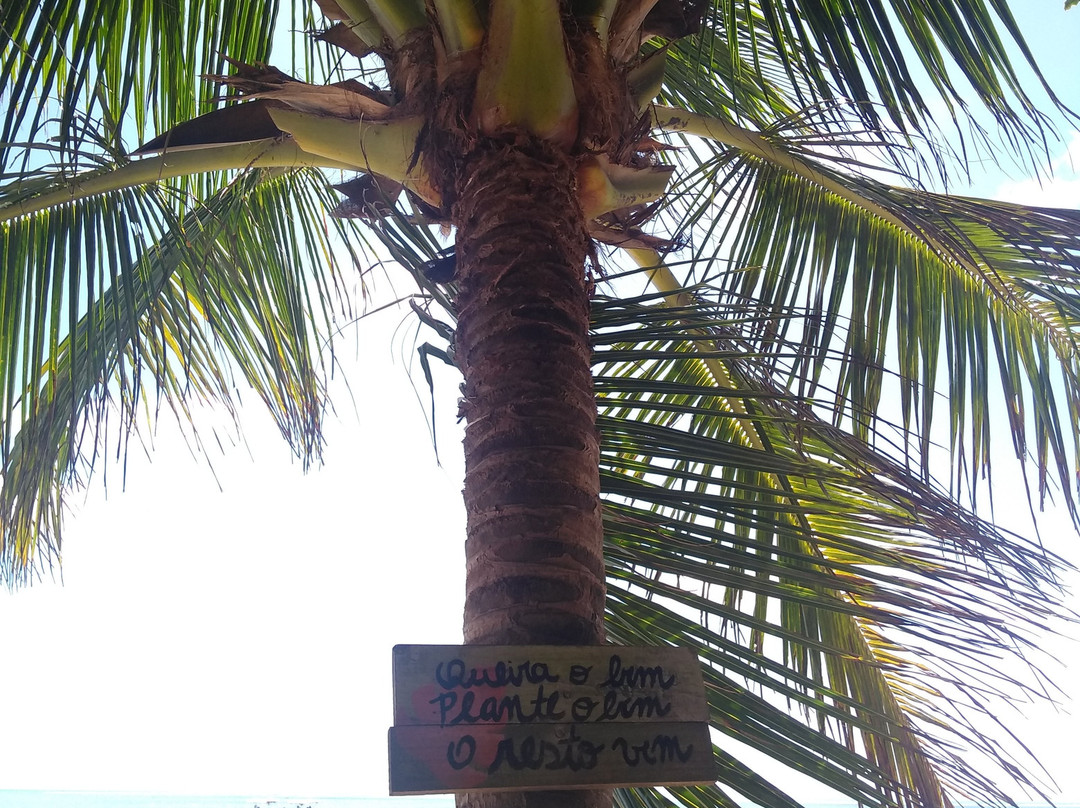 Queira o bem
Plante o bem
o resto vem